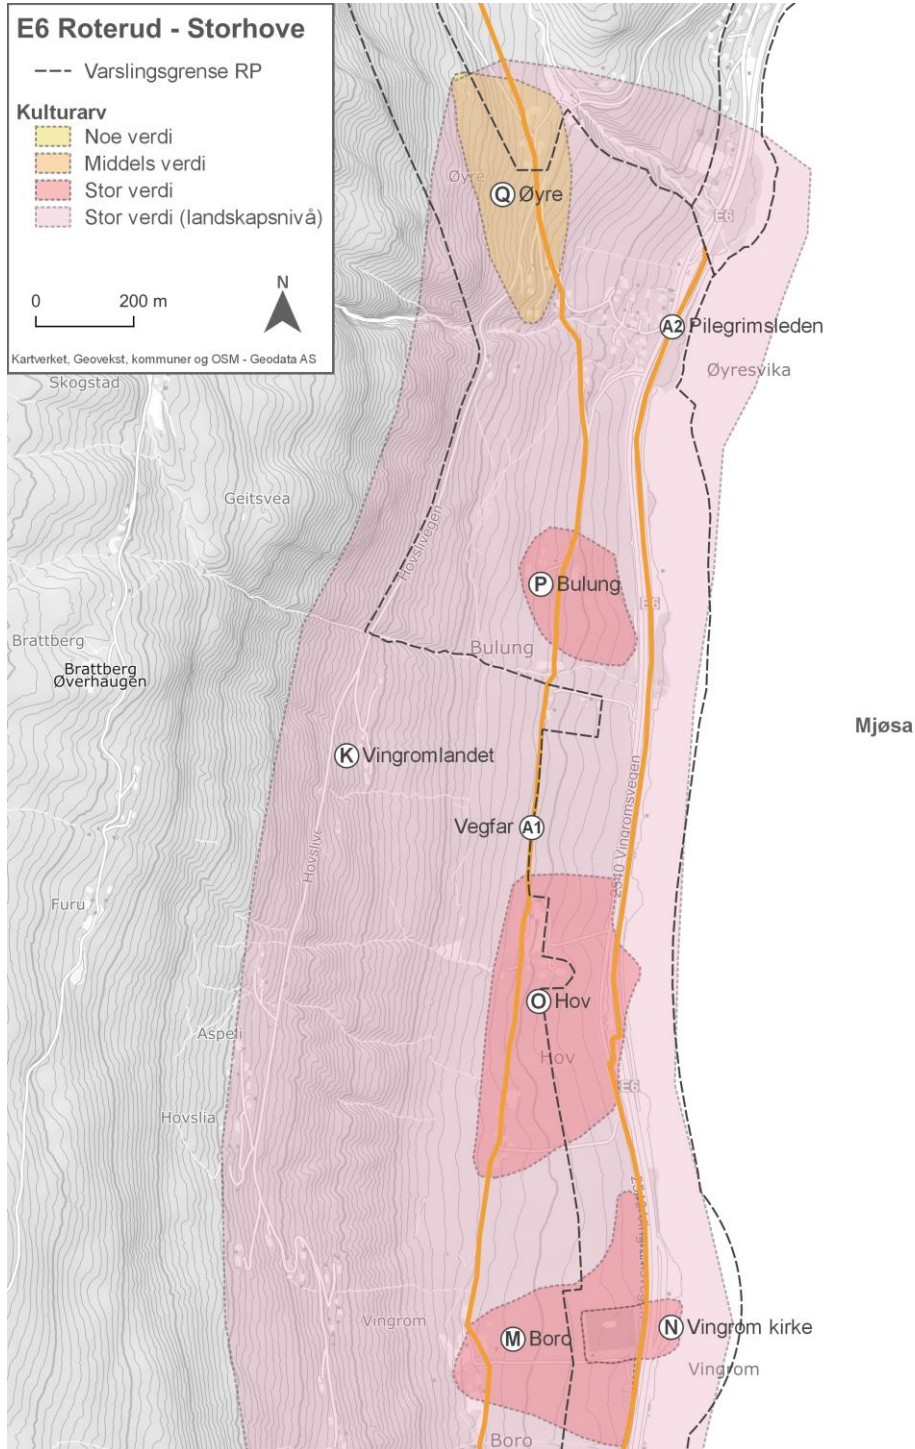 E6 Roterud - Storhove
Varslingsgrense RP
Kulturarv
Noe verdi
Middels verdi
Stor verdi
Stor verdi (landskapsnivå)
0 200 m
N
Kartverket, Geovekst, kommuner og OSM - Geodata AS
Øyre
Q Øyre
E6
A2 Pilegrimsleden
Øyresvika
Skogstad
Geitsvea
Hovslivegen
P Bulung
E6
Brattberg
Bulung
Brattberg
Øverhaugen
Mjøsa
K Vingromlandet
2540 Vingromsvegen
Vegfar A1
Hovslive
Furu
O Hov
Aspeli
Hov
E6
Hovslia
Vingrom
M Boro
N Vingrom kirke
Vingrom
Boro